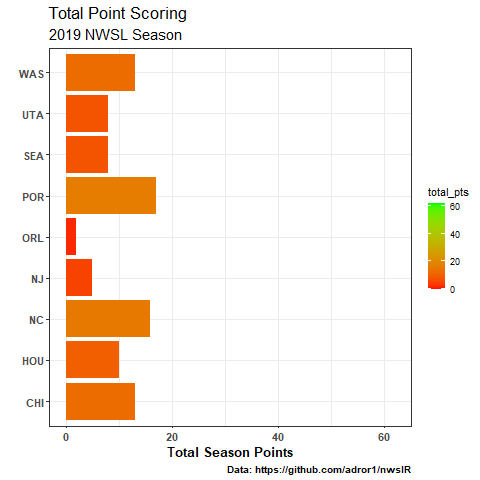 Total Point Scoring
2019 NWSL Season
WAS
UTA
SEA
POR
ORL
NJ
NC
HOU
CHI
0 20 40 60
Total Season Points
total_pts
60
40
20
0
Data: https://github.com/adror1/nwslR